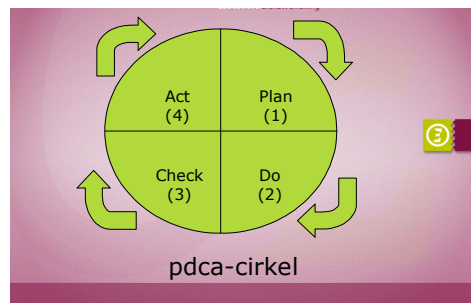 Act
(4)
Plan
(1)
Check
(3)
Do
(2)
pdca-cirkel